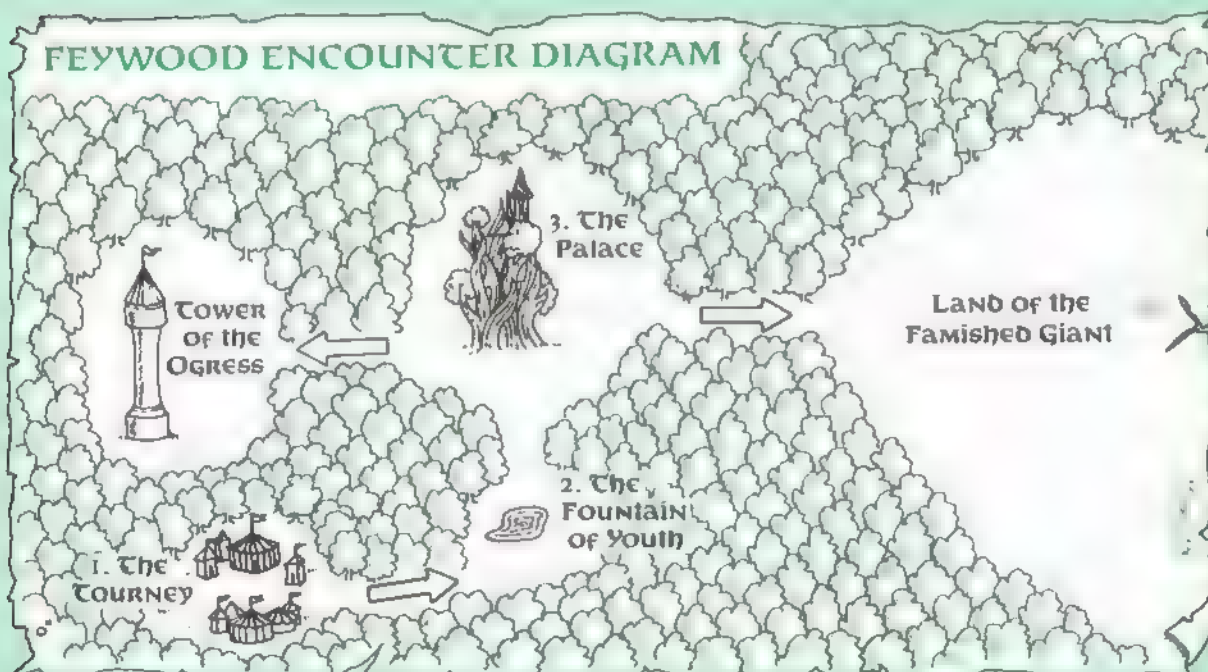 FEYWOOD ENCOUNTER DIAGRAM
3. The
Palace
TOWER
OF THE
OGRESS
LAND OF THE
FAMISHED GIANT
2. The
Fountain
of Youth
1. The
TOURNEY